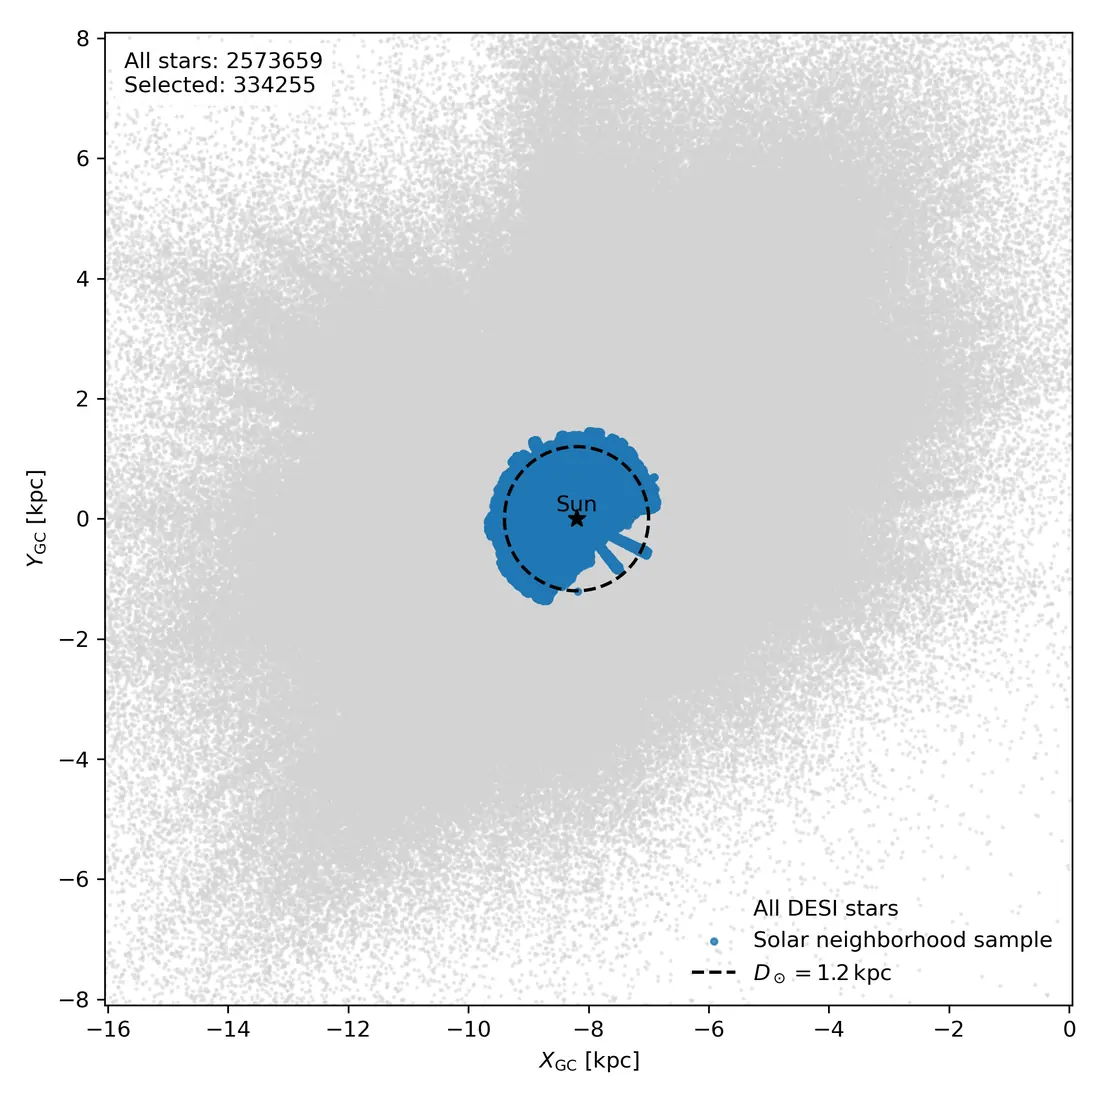 All stars: 2573659
Selected: 334255
8
6
4
2
0
−2
−4
−6
−8
Y_GC [kpc]
Sun
All DESI stars
Solar neighborhood sample
D_⊙ = 1.2 kpc
−16 −14 −12 −10 −8 −6 −4 −2 0
X_GC [kpc]